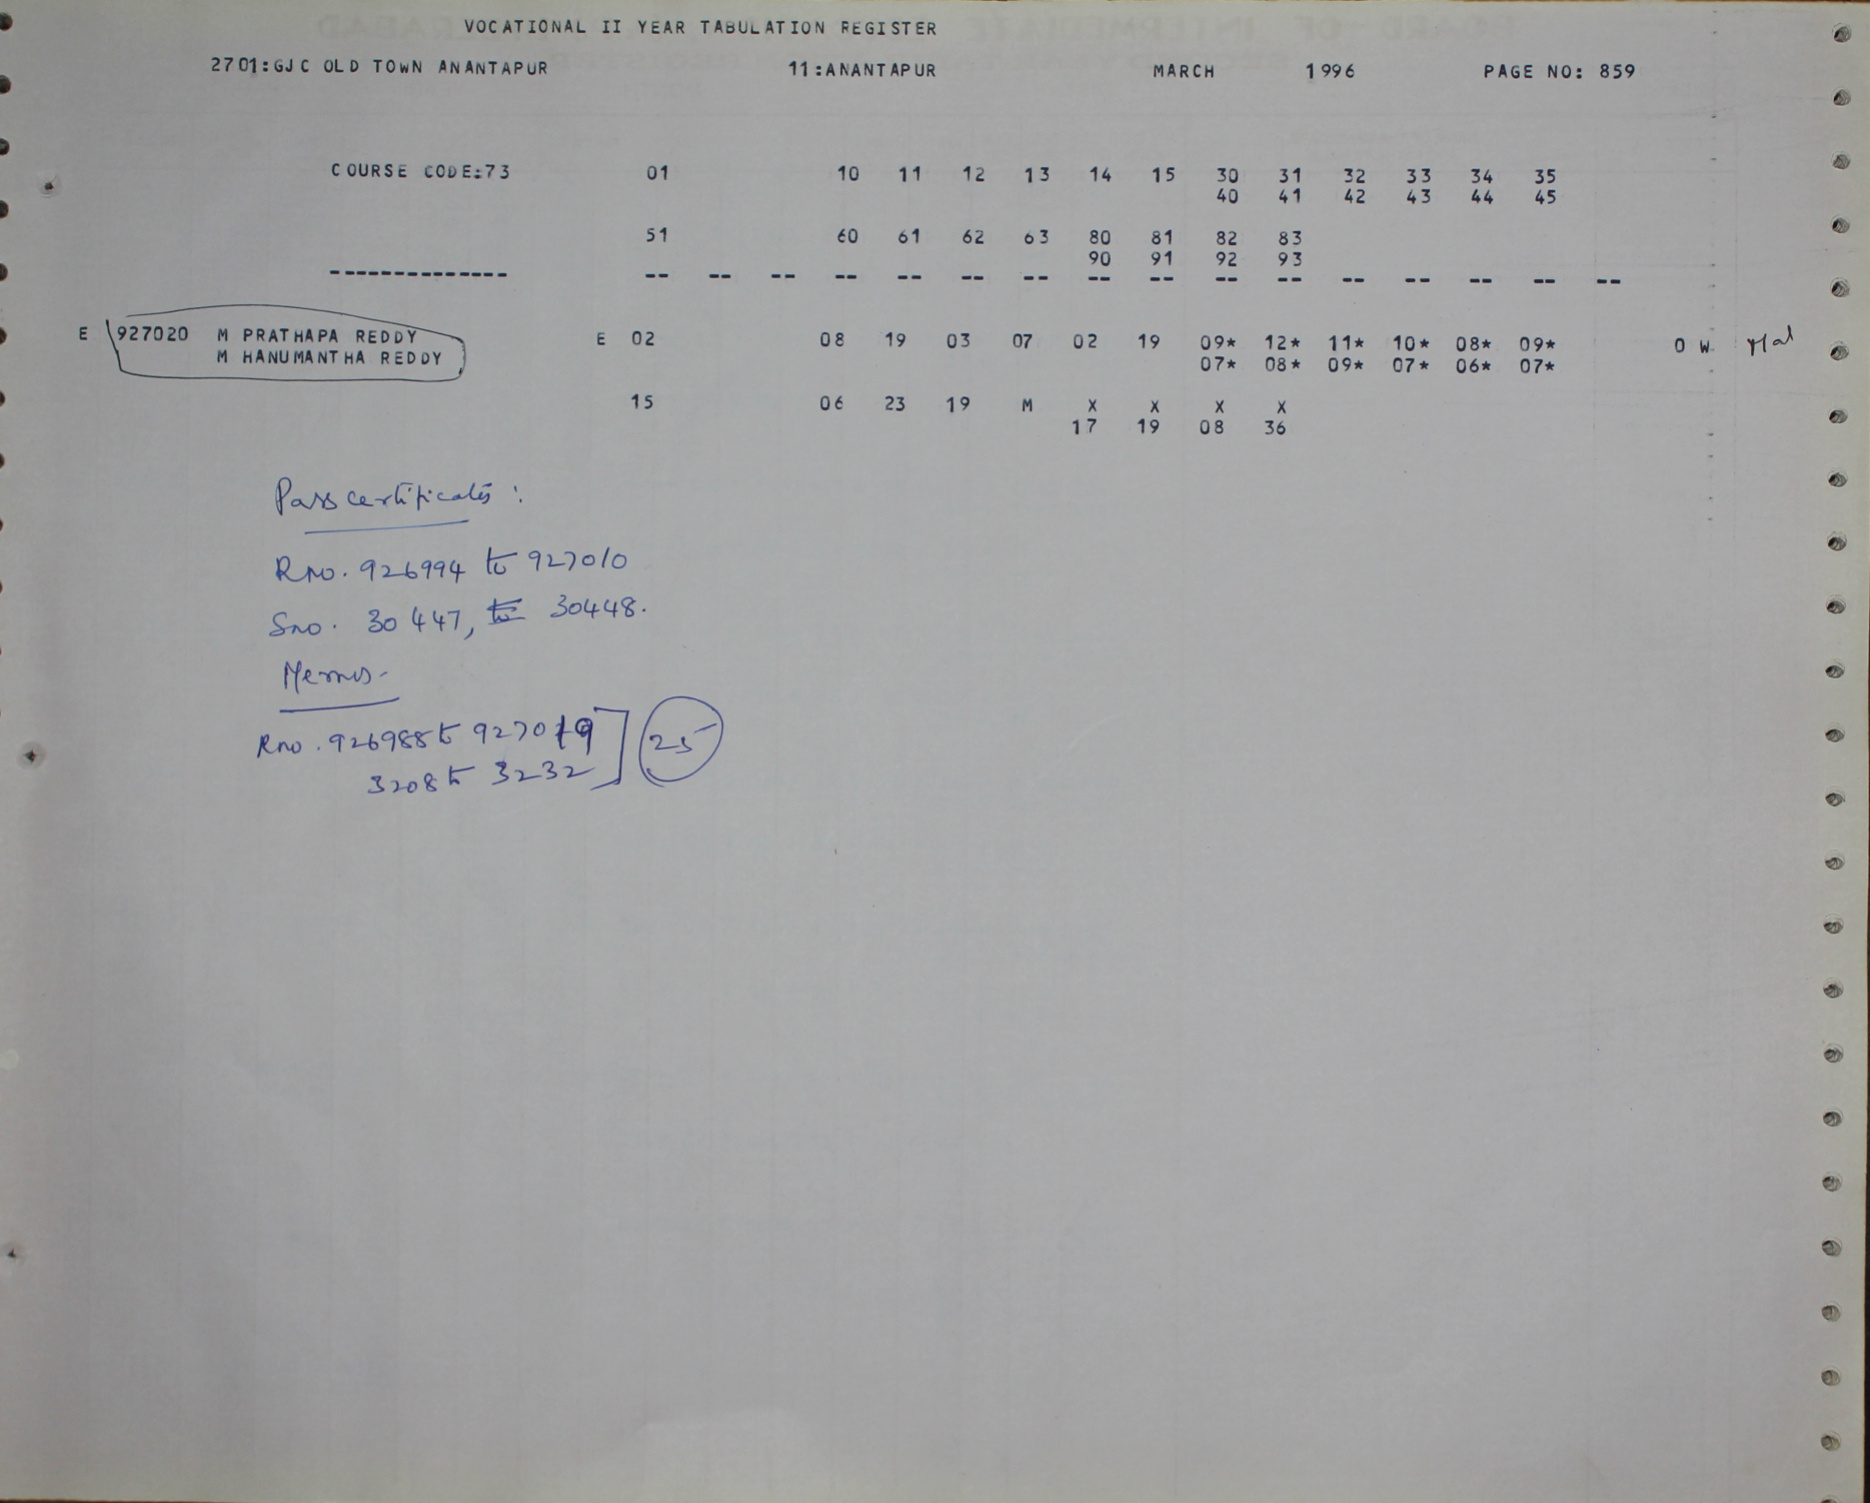 VOCATIONAL II YEAR TABULATION REGISTER
2701:GJC OLD TOWN ANANTAPUR 11:ANANTAPUR MARCH 1996 PAGE NO: 859
COURSE CODE:73 01 10 11 12 13 14 15 30 31 32 33 34 35
40 41 42 43 44 45
51 60 61 62 63 80 81 82 83
90 91 92 93
-------------- -- -- -- -- -- -- -- -- -- -- -- -- -- -- -- --
E 927020 M PRATHAPA REDDY E 02 08 19 03 07 02 19 09* 12* 11* 10* 08* 09* O W
M HANUMANTHA REDDY 07* 08* 09* 07* 06* 07*
15 06 23 19 M X X X X
17 19 08 36
Pass certificates :
Rno. 926994 to 927010
Sno. 30447, to 30448.
Memos.
Rno. 926988 to 927019
3208 to 3232
25